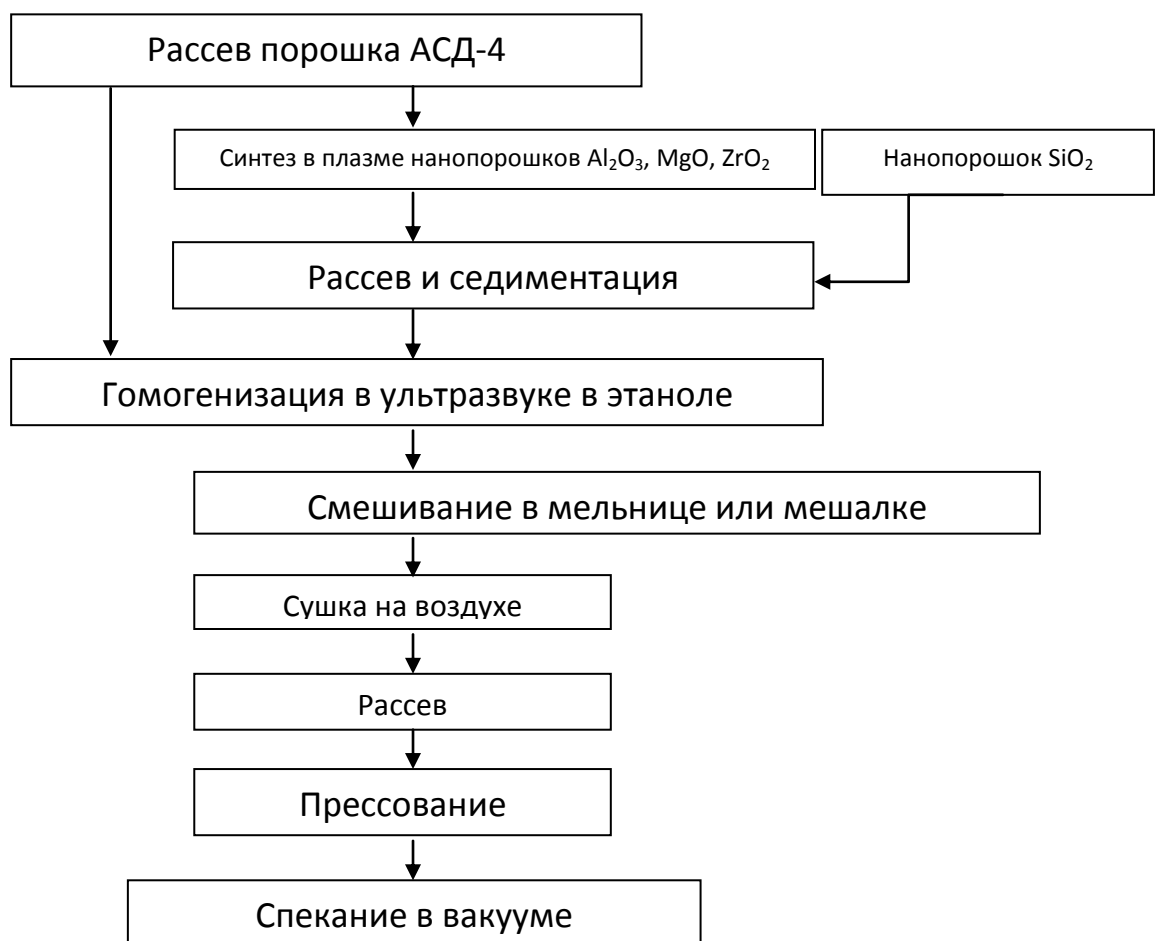 Рассев порошка АСД-4
Синтез в плазме нанопорошков Al₂O₃, MgO, ZrO₂
Нанопорошок SiO₂
Рассев и седиментация
Гомогенизация в ультразвуке в этаноле
Смешивание в мельнице или мешалке
Сушка на воздухе
Рассев
Прессование
Спекание в вакууме